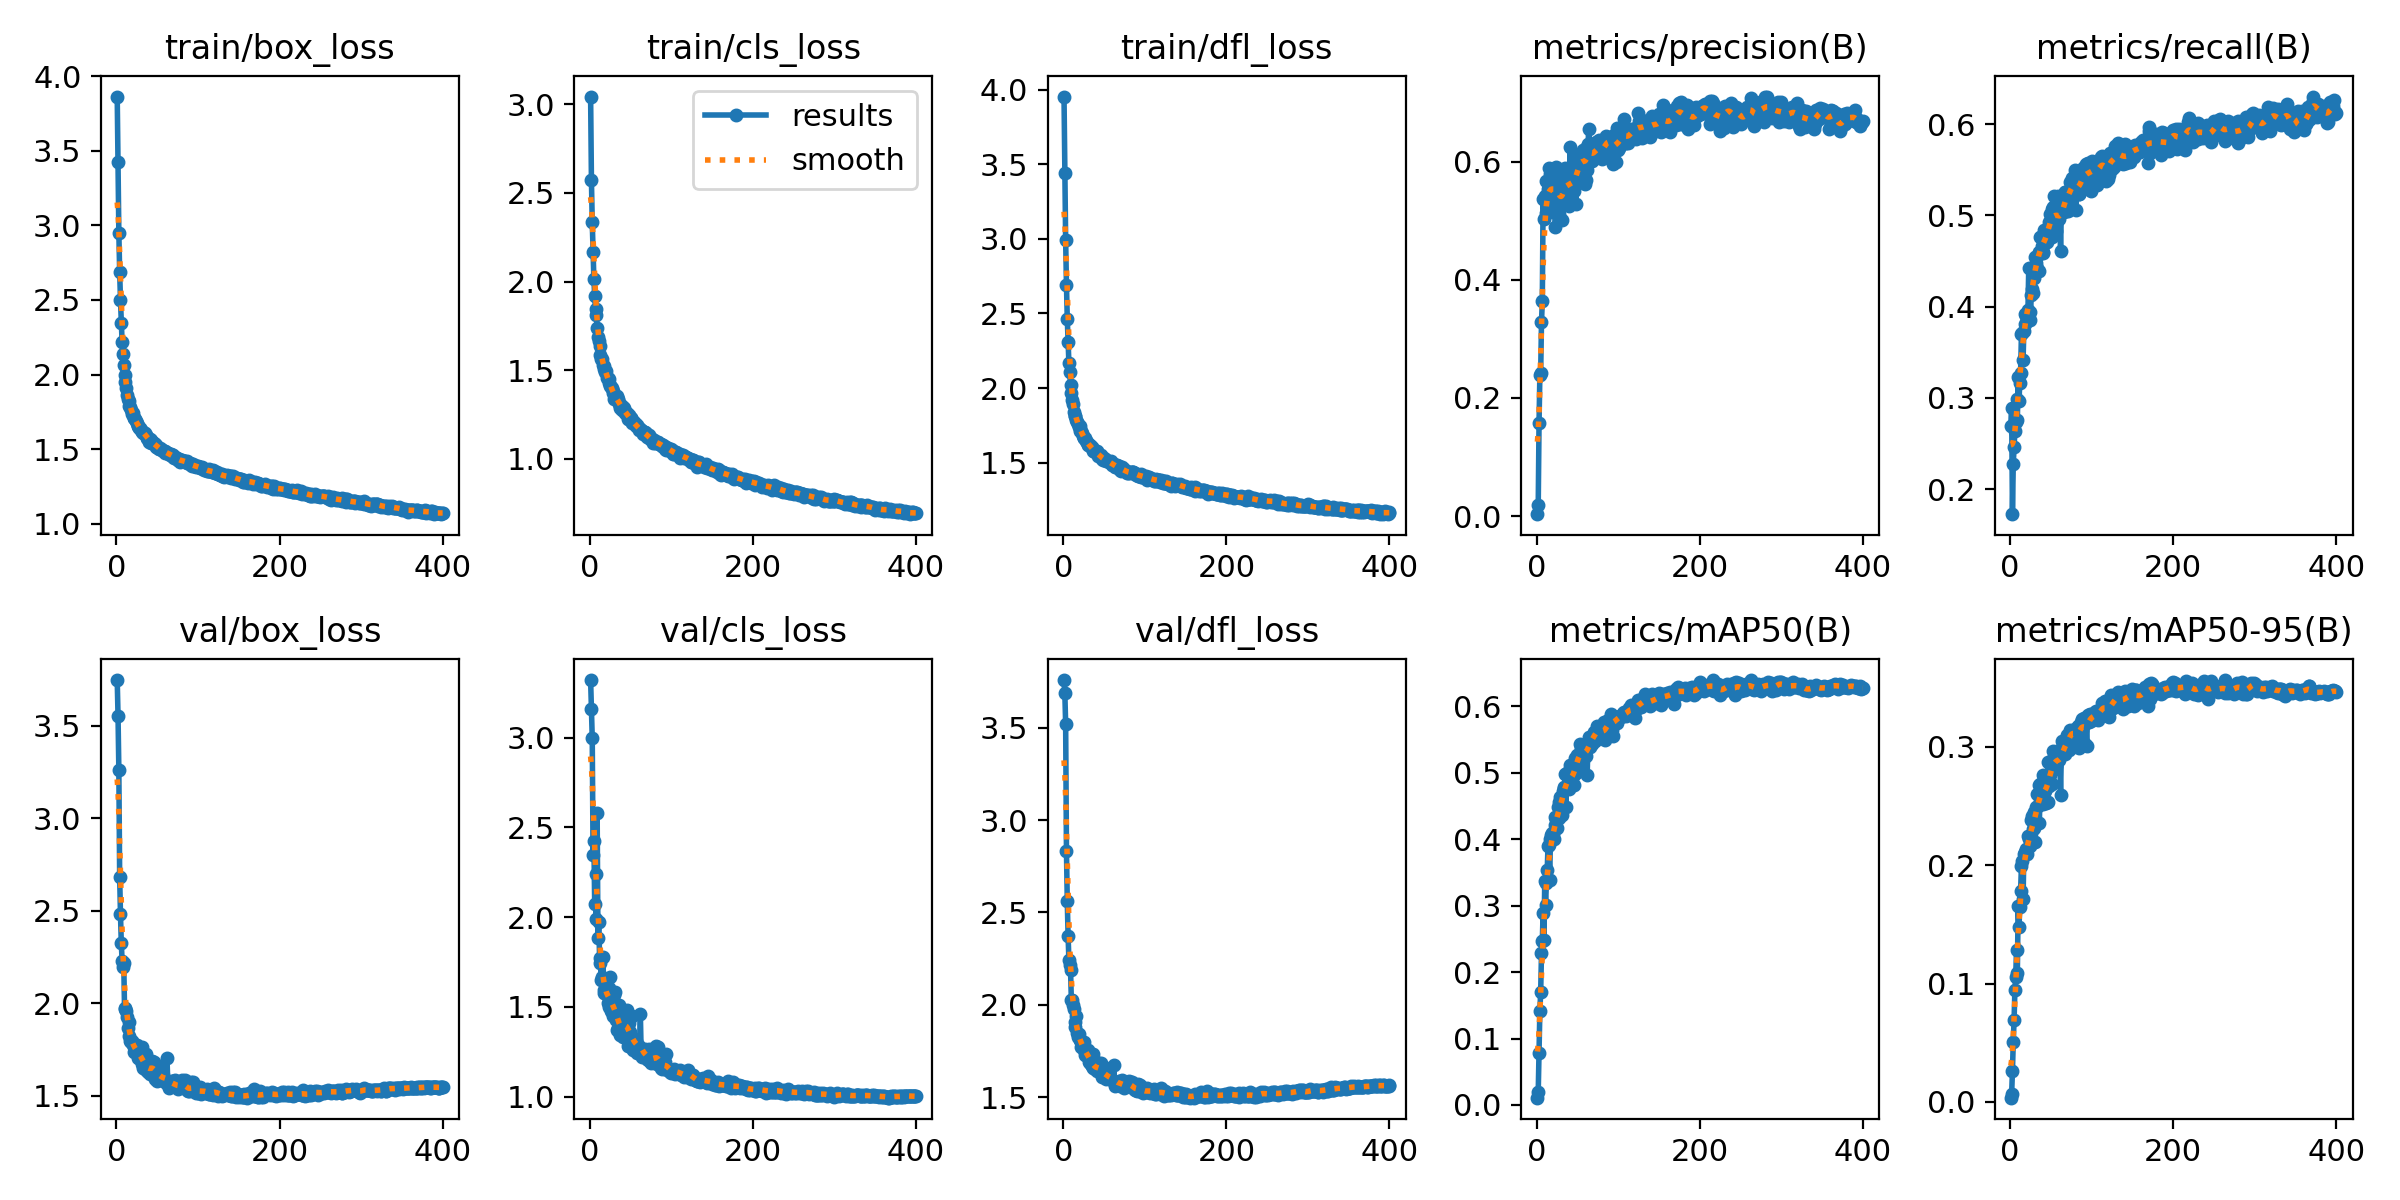 train/box_loss
4.0
3.5
3.0
2.5
2.0
1.5
1.0
0 200 400
train/cls_loss
results
smooth
3.0
2.5
2.0
1.5
1.0
0 200 400
train/dfl_loss
4.0
3.5
3.0
2.5
2.0
1.5
0 200 400
metrics/precision(B)
0.6
0.4
0.2
0.0
0 200 400
metrics/recall(B)
0.6
0.5
0.4
0.3
0.2
0 200 400
val/box_loss
3.5
3.0
2.5
2.0
1.5
0 200 400
val/cls_loss
3.0
2.5
2.0
1.5
1.0
0 200 400
val/dfl_loss
3.5
3.0
2.5
2.0
1.5
0 200 400
metrics/mAP50(B)
0.6
0.5
0.4
0.3
0.2
0.1
0.0
0 200 400
metrics/mAP50-95(B)
0.3
0.2
0.1
0.0
0 200 400